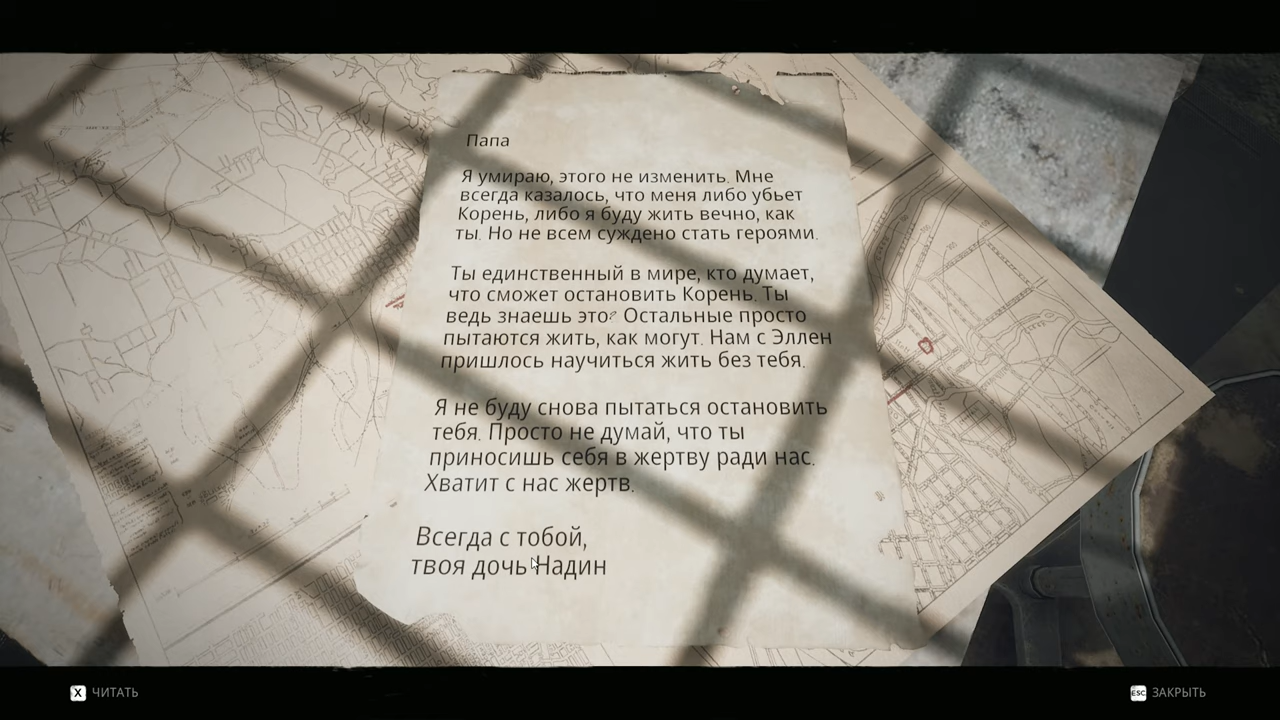 Папа
Я умираю, этого не изменить. Мне
всегда казалось, что меня либо убьет
Корень, либо я буду жить вечно, как
ты. Но не всем суждено стать героями.
Ты единственный в мире, кто думает,
что сможет остановить Корень. Ты
ведь знаешь это? Остальные просто
пытаются жить, как могут. Нам с Эллен
пришлось научиться жить без тебя.
Я не буду снова пытаться остановить
тебя. Просто не думай, что ты
приносишь себя в жертву ради нас.
Хватит с нас жертв.
Всегда с тобой,
твоя дочь Надин
X ЧИТАТЬ
ESC ЗАКРЫТЬ